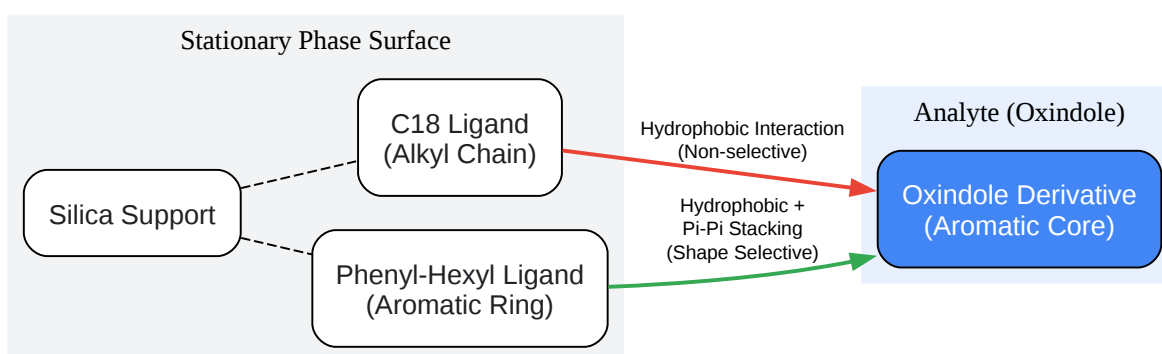 Stationary Phase Surface
Silica Support
C18 Ligand
(Alkyl Chain)
Phenyl-Hexyl Ligand
(Aromatic Ring)
Hydrophobic Interaction
(Non-selective)
Hydrophobic +
Pi-Pi Stacking
(Shape Selective)
Analyte (Oxindole)
Oxindole Derivative
(Aromatic Core)